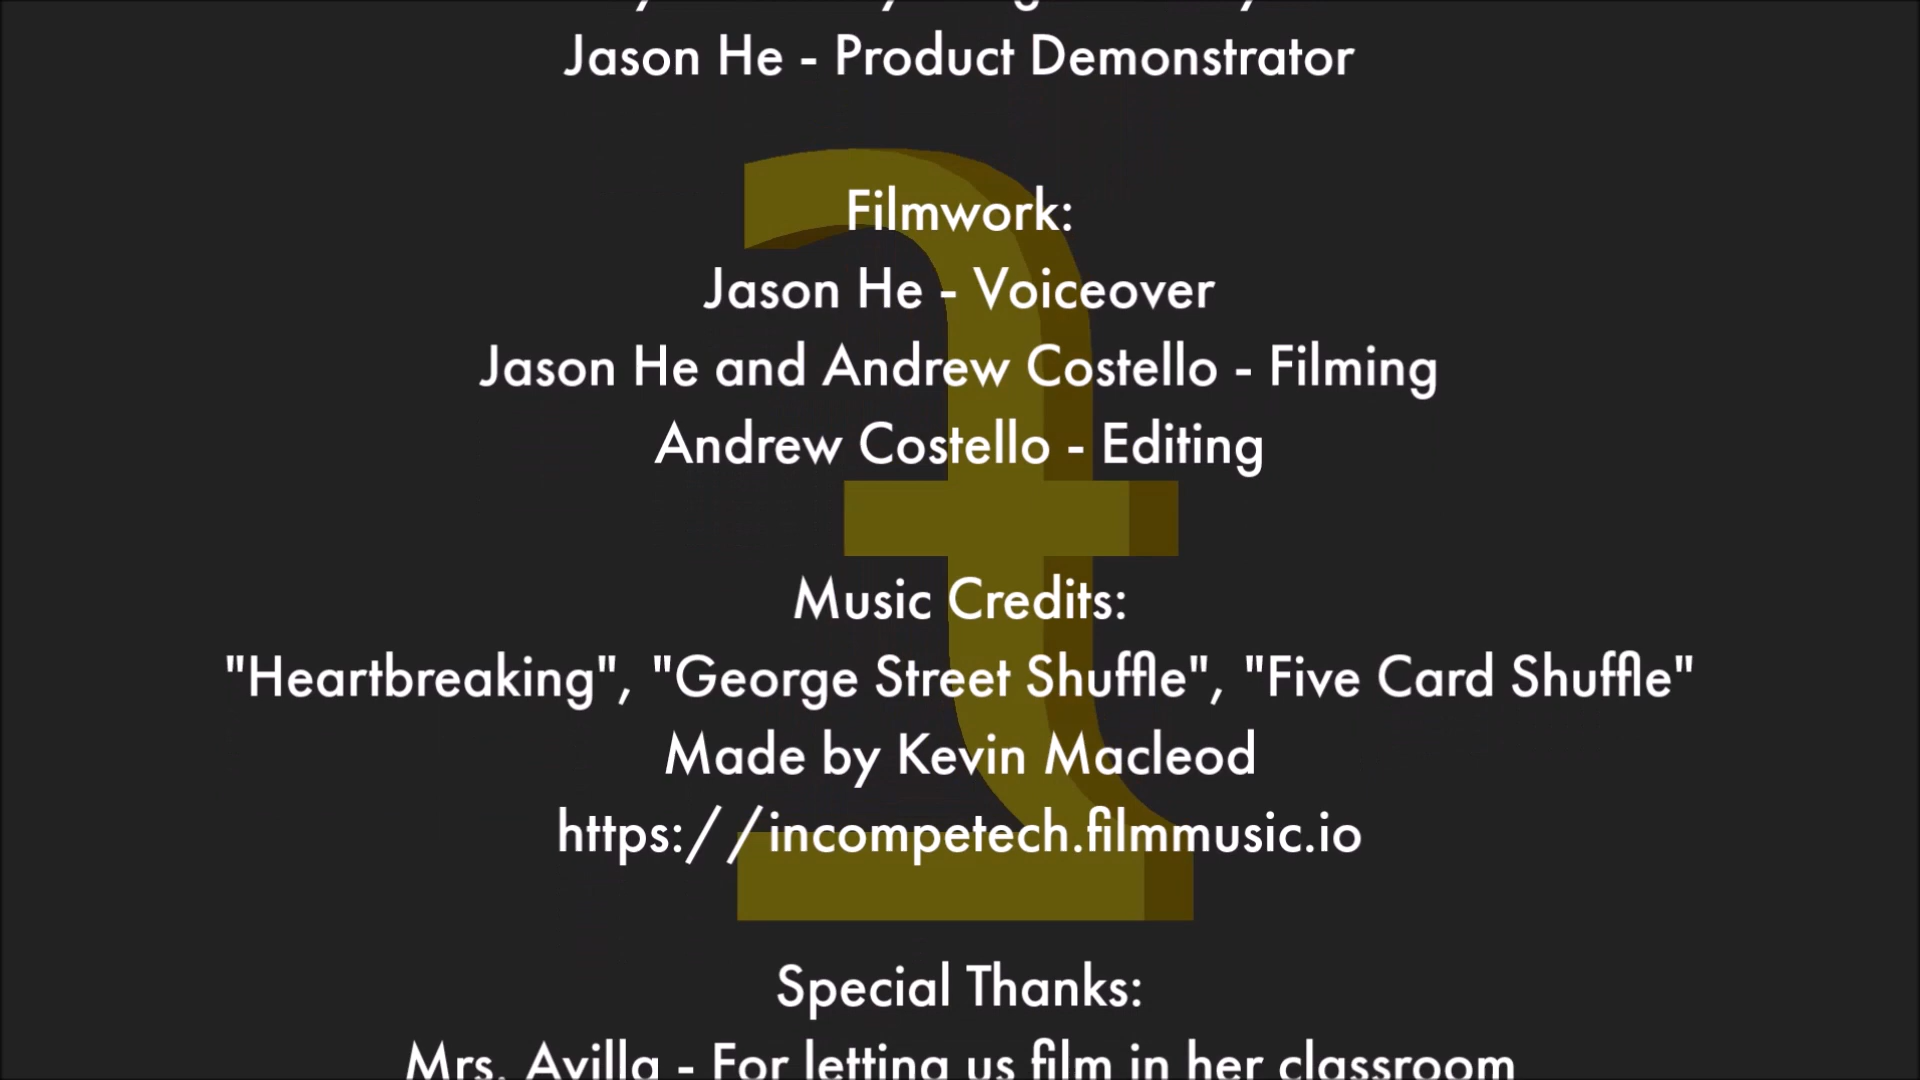 Jason He - Product Demonstrator
Filmwork:
Jason He - Voiceover
Jason He and Andrew Costello - Filming
Andrew Costello - Editing
Music Credits:
"Heartbreaking", "George Street Shuffle", "Five Card Shuffle"
Made by Kevin Macleod
https://incompetech.filmmusic.io
Special Thanks:
Mrs. Avilla - For letting us film in her classroom